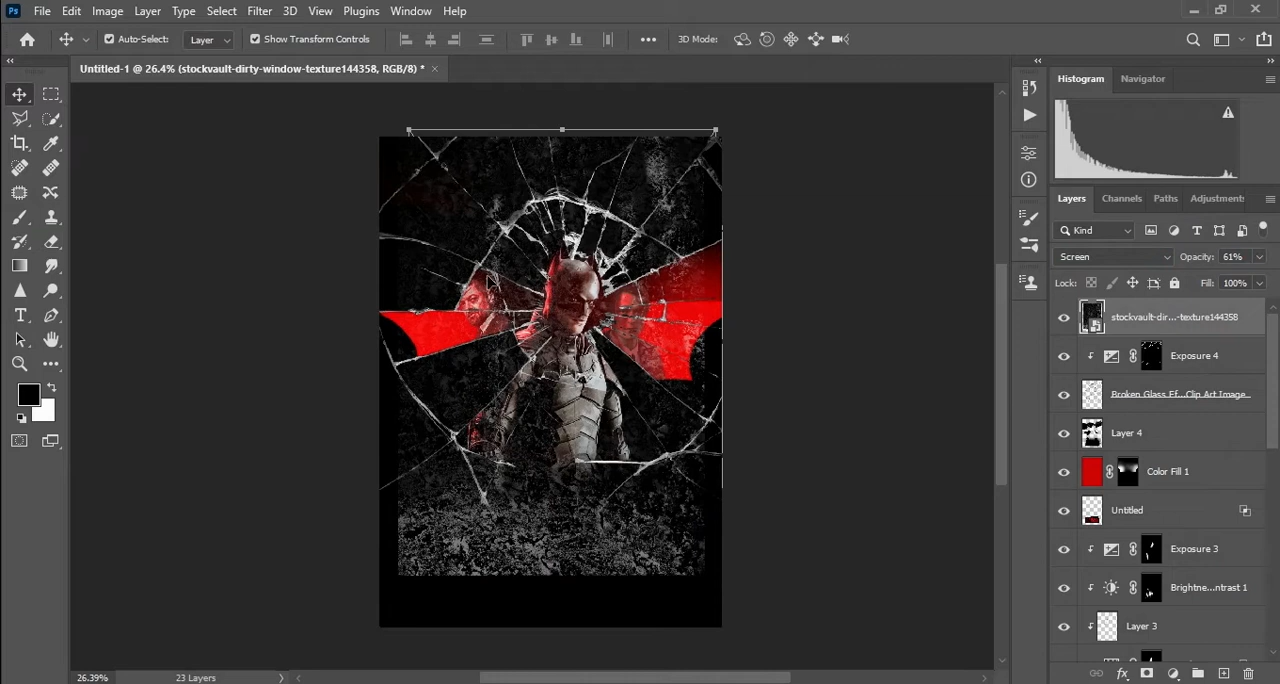 Ps File Edit Image Layer Type Select Filter 3D View Plugins Window Help
Auto-Select: Layer Show Transform Controls 3D Mode:
Untitled-1 @ 26.4% (stockvault-dirty-window-texture144358, RGB/8) *
Histogram Navigator
Layers Channels Paths Adjustments
Kind
Screen Opacity: 61%
Lock: Fill: 100%
stockvault-dir...-texture144358
Exposure 4
Broken Glass Ef...Clip Art Image
Layer 4
Color Fill 1
Untitled
Exposure 3
Brightne...ntrast 1
Layer 3
fx
26.39% 23 Layers